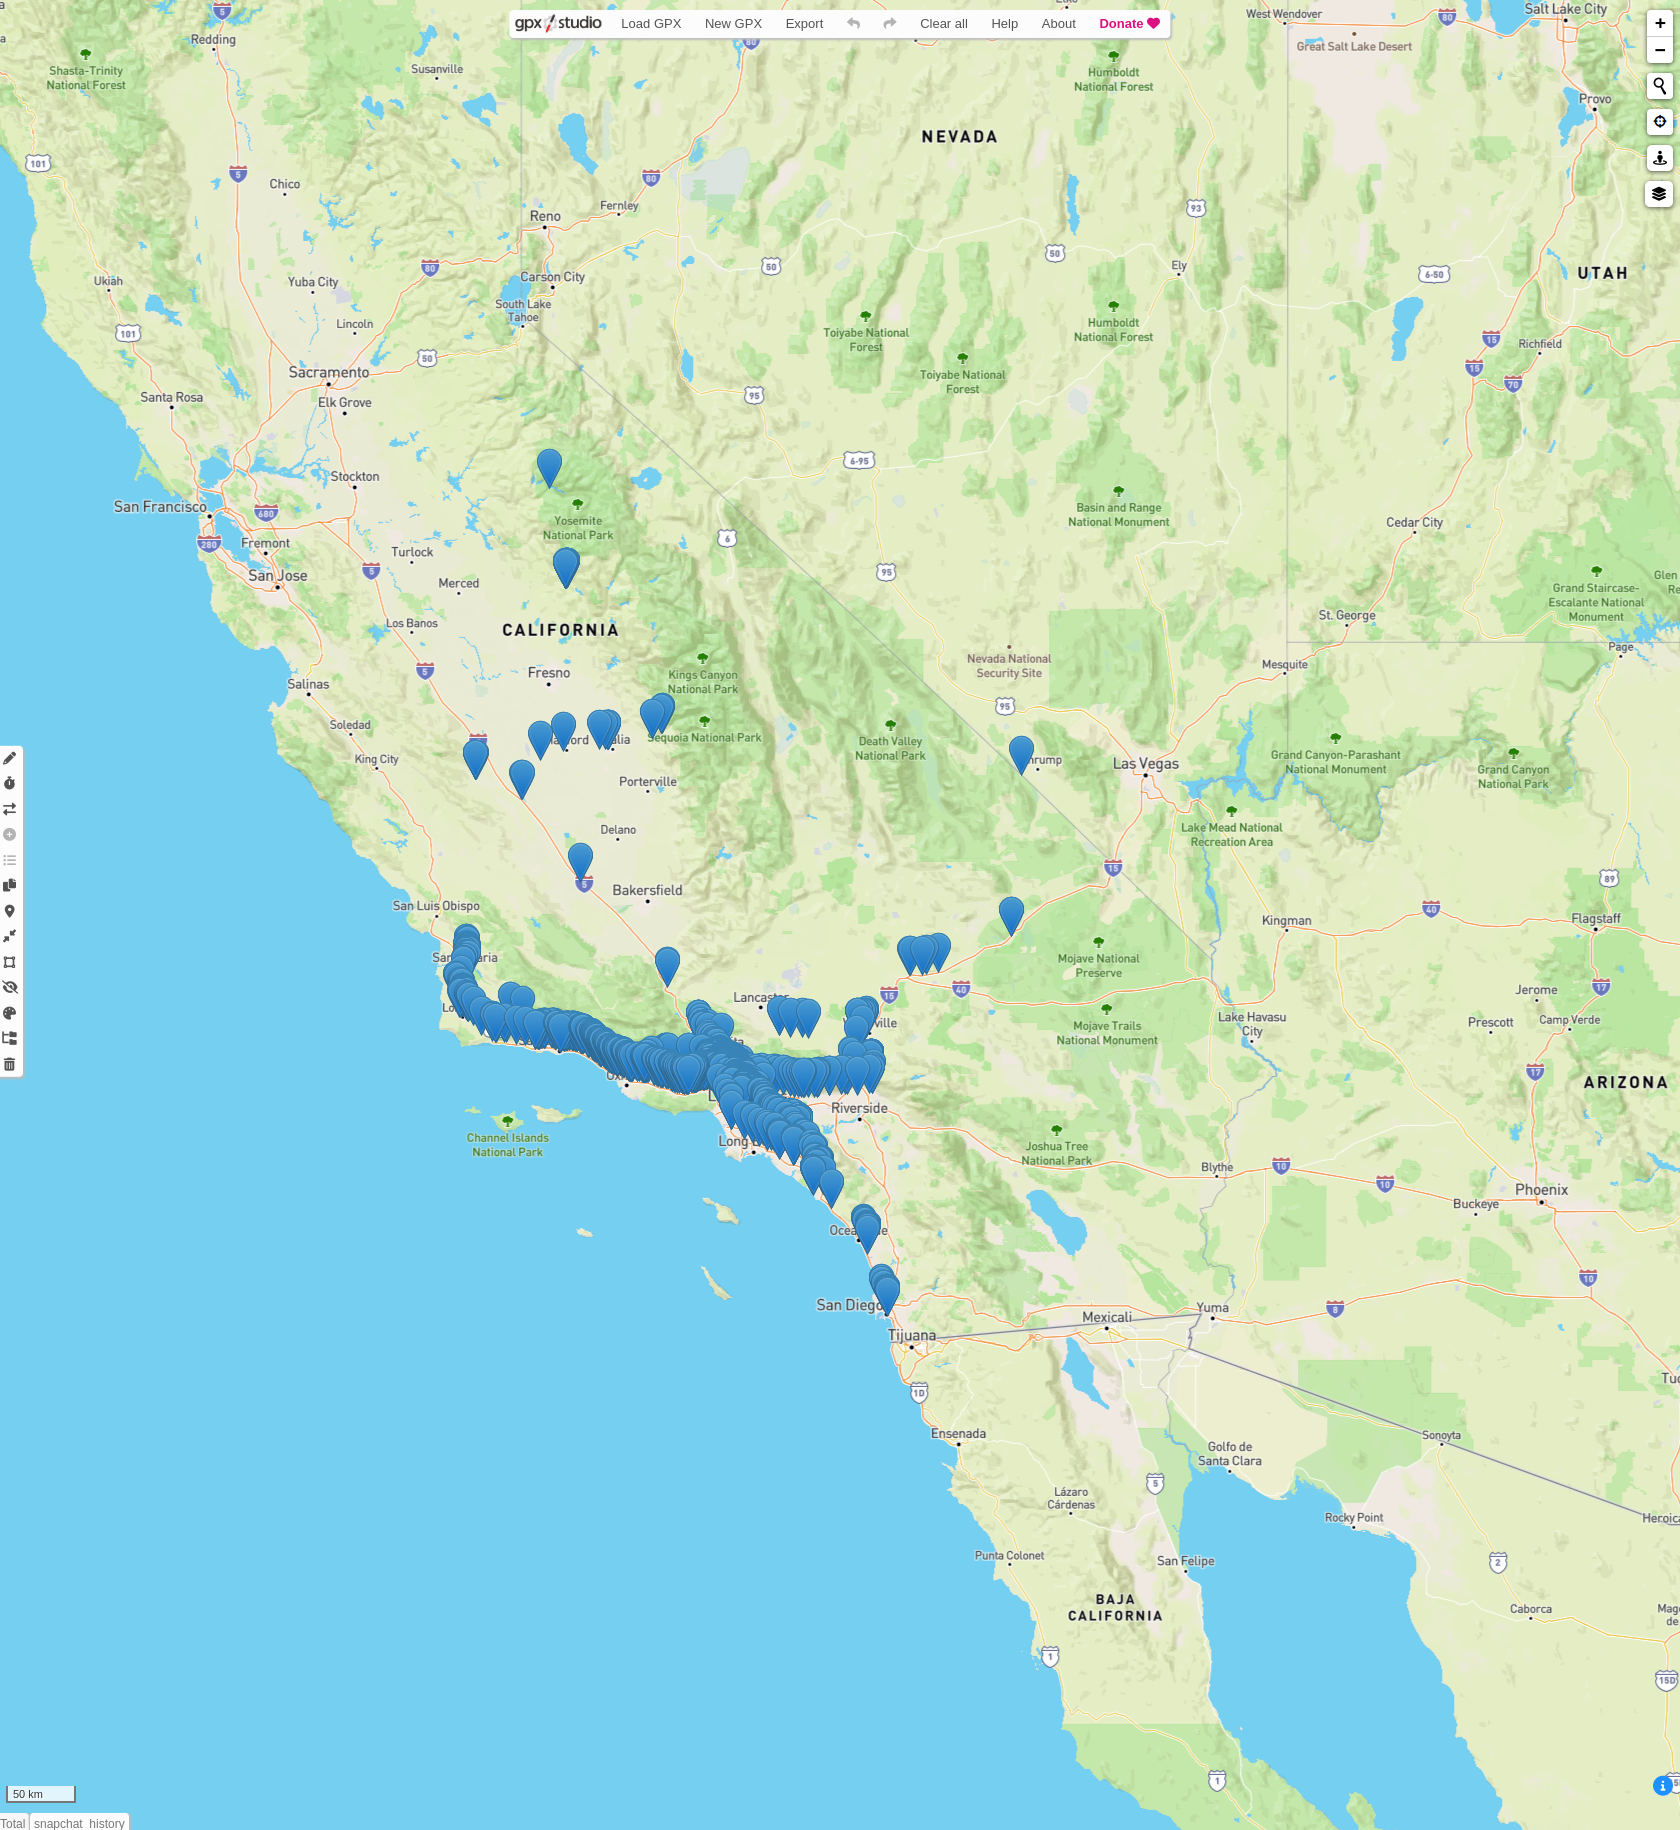 gpx studio Load GPX New GPX Export Clear all Help About Donate
West Wendover
Salt Lake City
Redding
Great Salt Lake Desert
Susanville
Shasta-Trinity
National Forest
Humboldt
National Forest
Provo
NEVADA
Chico
Fernley
Reno
Ely
UTAH
Ukiah
Yuba City
Carson City
South Lake
Tahoe
Lincoln
Toiyabe National
Forest
Humboldt
National Forest
Richfield
Sacramento
Toiyabe National
Forest
Santa Rosa
Elk Grove
Stockton
San Francisco
Yosemite
National Park
Basin and Range
National Monument
Cedar City
Fremont
Turlock
San Jose
Merced
Glen
Grand Staircase-
Escalante National
Monument
Los Banos
St. George
CALIFORNIA
Page
Nevada National
Security Site
Mesquite
Fresno
Kings Canyon
National Park
Salinas
Soledad
Sequoia National Park
Death Valley
National Park
Grand Canyon-Parashant
National Monument
Grand Canyon
National Park
King City
Las Vegas
Porterville
Lake Mead National
Recreation Area
Delano
Bakersfield
San Luis Obispo
Kingman
Flagstaff
Mojave National
Preserve
Lancaster
Jerome
Lake Havasu
City
Prescott
Camp Verde
Mojave Trails
National Monument
ARIZONA
Riverside
Channel Islands
National Park
Joshua Tree
National Park
Blythe
Phoenix
Buckeye
San Diego
Yuma
Mexicali
Tijuana
Ensenada
Sonoyta
Golfo de
Santa Clara
Lázaro
Cárdenas
Rocky Point
Punta Colonet
San Felipe
BAJA
CALIFORNIA
Caborca
50 km
Total snapchat_history